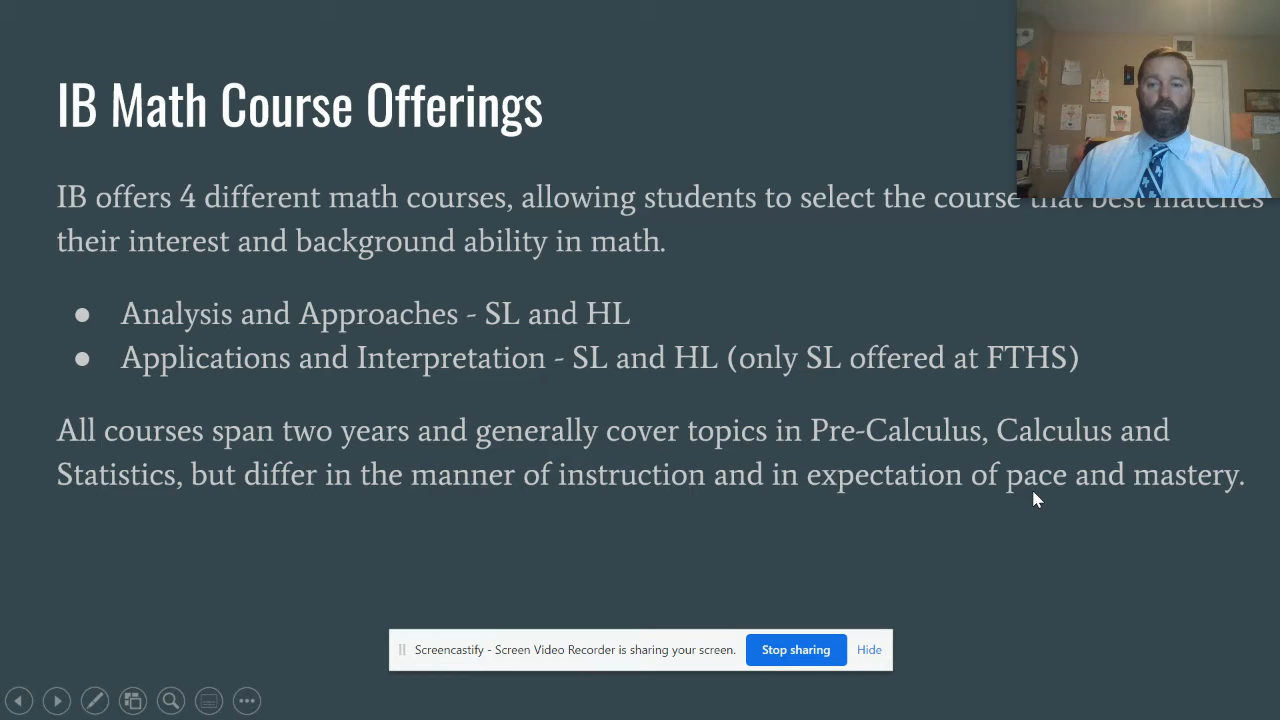 IB Math Course Offerings
IB offers 4 different math courses, allowing students to select the course that best matches
their interest and background ability in math.
● Analysis and Approaches - SL and HL
● Applications and Interpretation - SL and HL (only SL offered at FTHS)
All courses span two years and generally cover topics in Pre-Calculus, Calculus and
Statistics, but differ in the manner of instruction and in expectation of pace and mastery.
Screencastify - Screen Video Recorder is sharing your screen. Stop sharing Hide